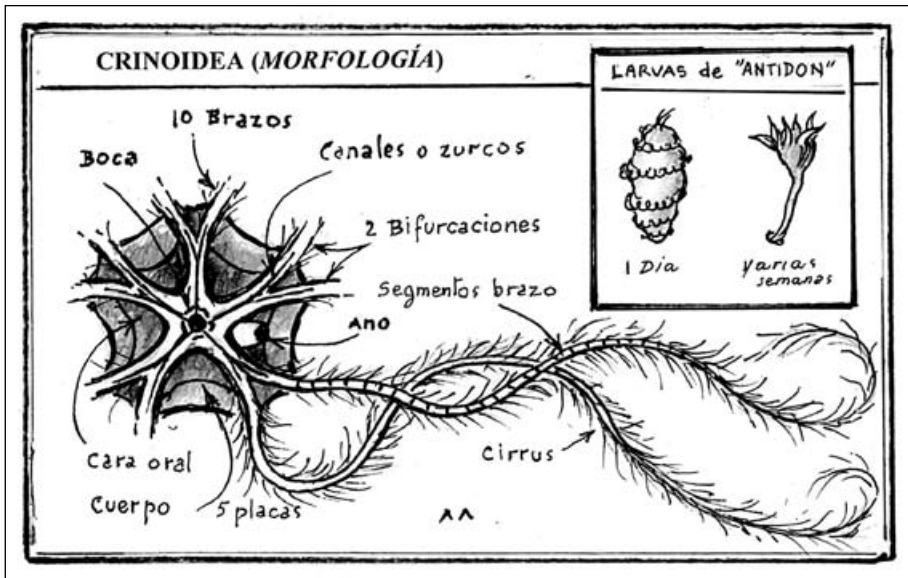 CRINOIDEA (MORFOLOGÍA)
LARVAS de "ANTIDON"
10 Brazos
Boca
Canales o zurcos
2 Bifurcaciones
1 Dia
Varias
semanas
Segmentos brazo
Ano
Cirrus
Cara oral
Cuerpo
5 placas
^^